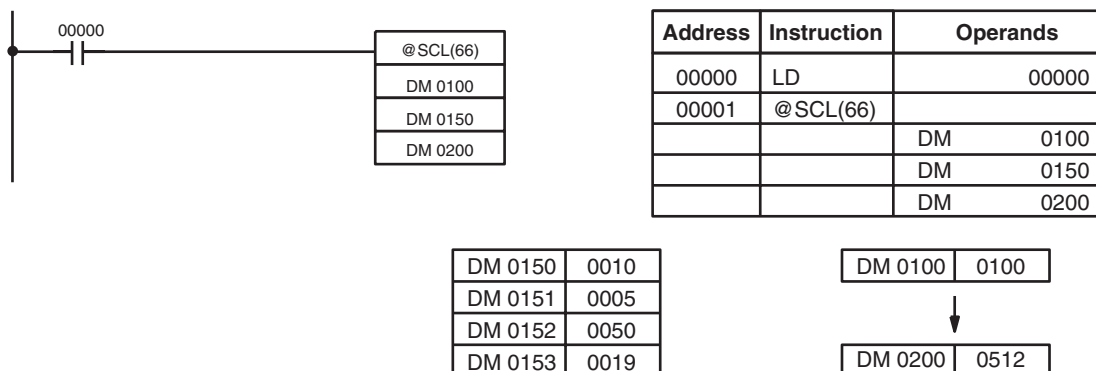 00000
@SCL(66)
DM 0100
DM 0150
DM 0200
Address Instruction Operands
00000 LD 00000
00001 @SCL(66)
DM 0100
DM 0150
DM 0200
DM 0150 0010
DM 0151 0005
DM 0152 0050
DM 0153 0019
DM 0100 0100
DM 0200 0512